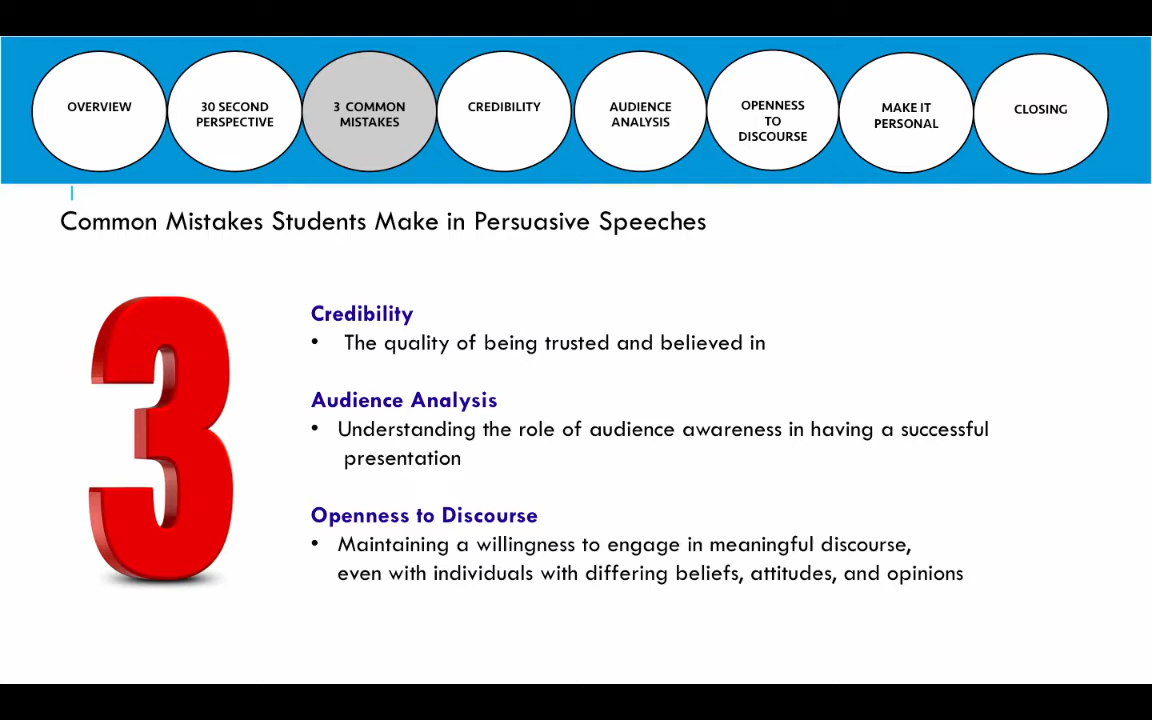 OVERVIEW
30 SECOND
PERSPECTIVE
3 COMMON
MISTAKES
CREDIBILITY
AUDIENCE
ANALYSIS
OPENNESS
TO
DISCOURSE
MAKE IT
PERSONAL
CLOSING
Common Mistakes Students Make in Persuasive Speeches
3
Credibility
• The quality of being trusted and believed in
Audience Analysis
• Understanding the role of audience awareness in having a successful
presentation
Openness to Discourse
• Maintaining a willingness to engage in meaningful discourse,
even with individuals with differing beliefs, attitudes, and opinions